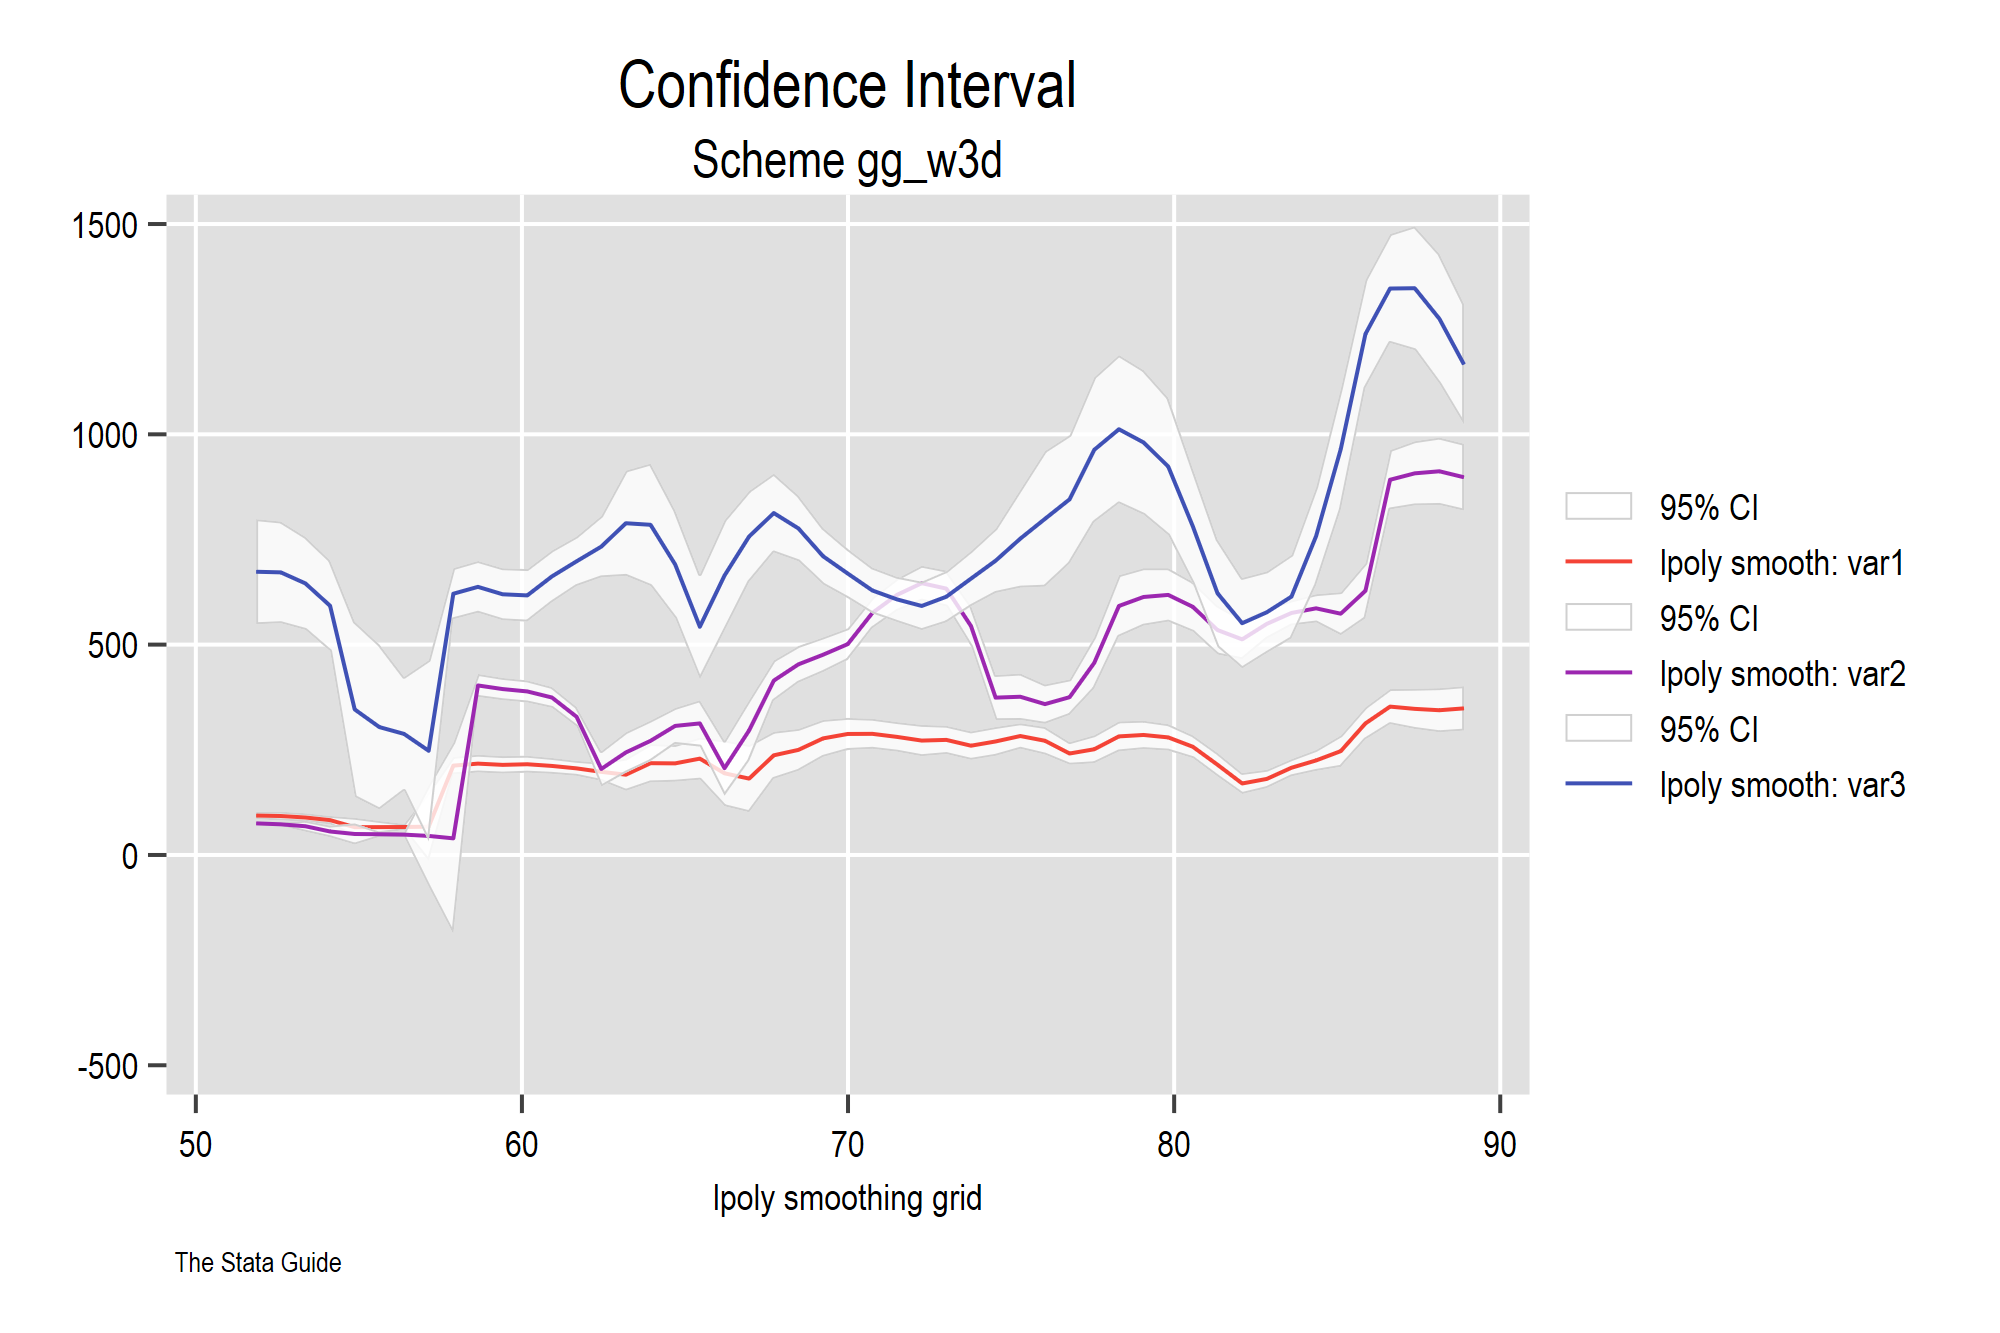 Confidence Interval
Scheme gg_w3d
1500
1000
500
0
-500
50 60 70 80 90
lpoly smoothing grid
95% CI
lpoly smooth: var1
95% CI
lpoly smooth: var2
95% CI
lpoly smooth: var3
The Stata Guide